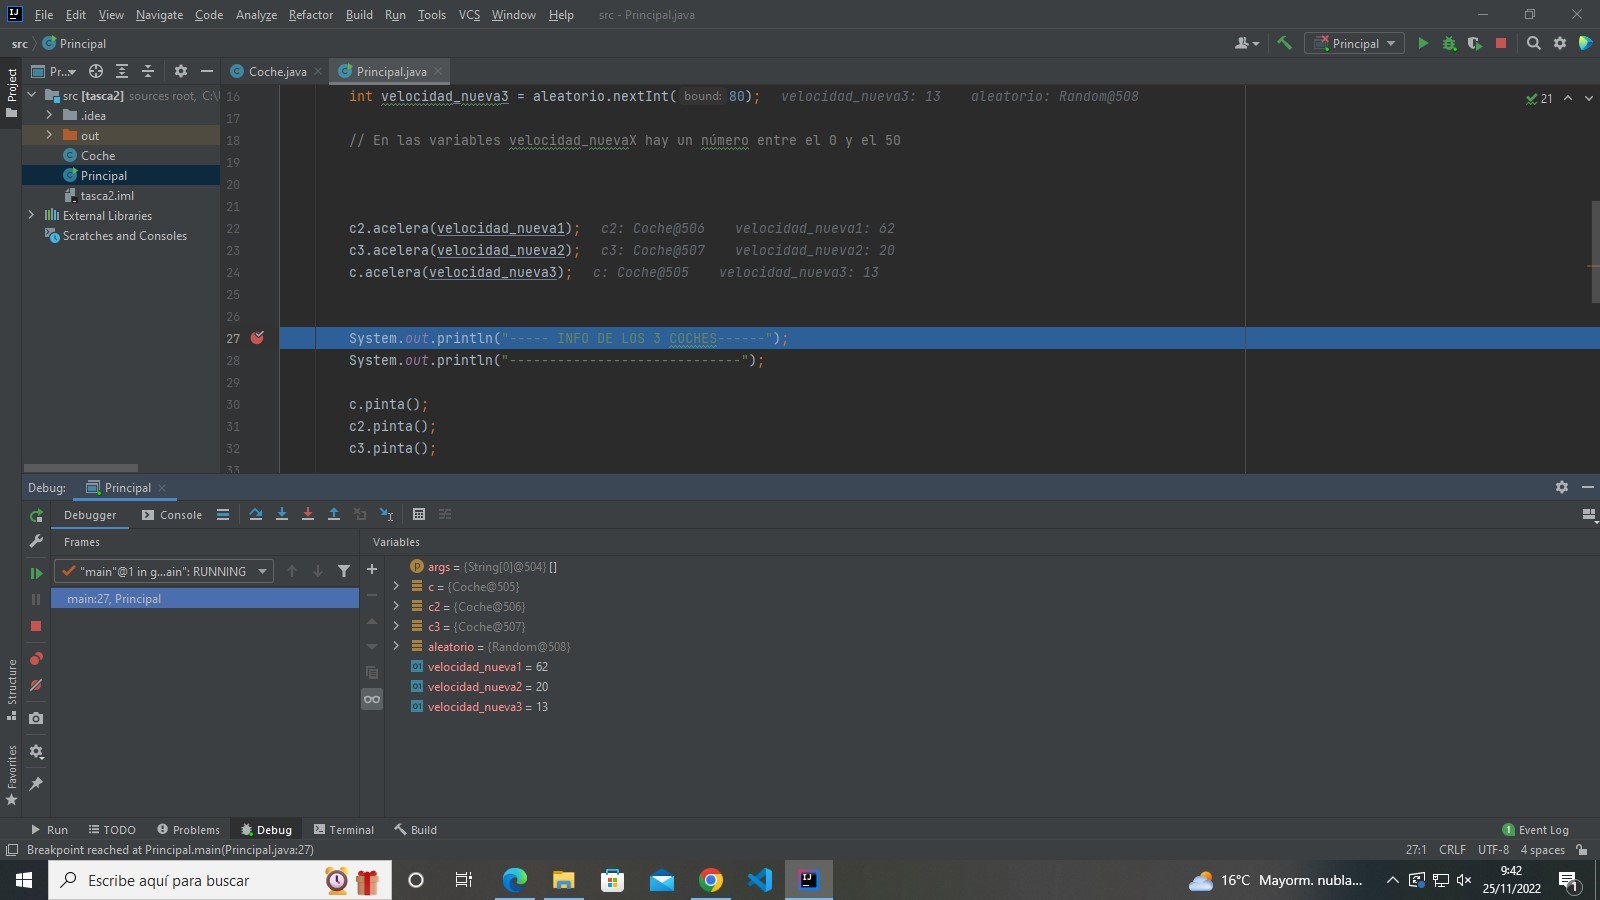 File Edit View Navigate Code Analyze Refactor Build Run Tools VCS Window Help src - Principal.java
src Principal
Principal
Project
Pr...
Coche.java
Principal.java
src [tasca2] sources root, C:\
.idea
out
Coche
Principal
tasca2.iml
External Libraries
Scratches and Consoles
16 int velocidad_nueva3 = aleatorio.nextInt( bound: 80); velocidad_nueva3: 13 aleatorio: Random@508
21
17
18 // En las variables velocidad_nuevaX hay un número entre el 0 y el 50
19
20
21
22 c2.acelera(velocidad_nueva1); c2: Coche@506 velocidad_nueva1: 62
23 c3.acelera(velocidad_nueva2); c3: Coche@507 velocidad_nueva2: 20
24 c.acelera(velocidad_nueva3); c: Coche@505 velocidad_nueva3: 13
25
26
27 System.out.println("----- INFO DE LOS 3 COCHES------");
28 System.out.println("-----------------------------");
29
30 c.pinta();
31 c2.pinta();
32 c3.pinta();
33
Debug: Principal
Debugger Console
Frames
Variables
"main"@1 in g...ain": RUNNING
main:27, Principal
args = {String[0]@504} []
c = {Coche@505}
c2 = {Coche@506}
c3 = {Coche@507}
aleatorio = {Random@508}
01 velocidad_nueva1 = 62
01 velocidad_nueva2 = 20
01 velocidad_nueva3 = 13
Structure
Favorites
Run TODO Problems Debug Terminal Build
1 Event Log
Breakpoint reached at Principal.main(Principal.java:27)
27:1 CRLF UTF-8 4 spaces
Escribe aquí para buscar
16°C Mayorm. nubla...
9:42
25/11/2022
1